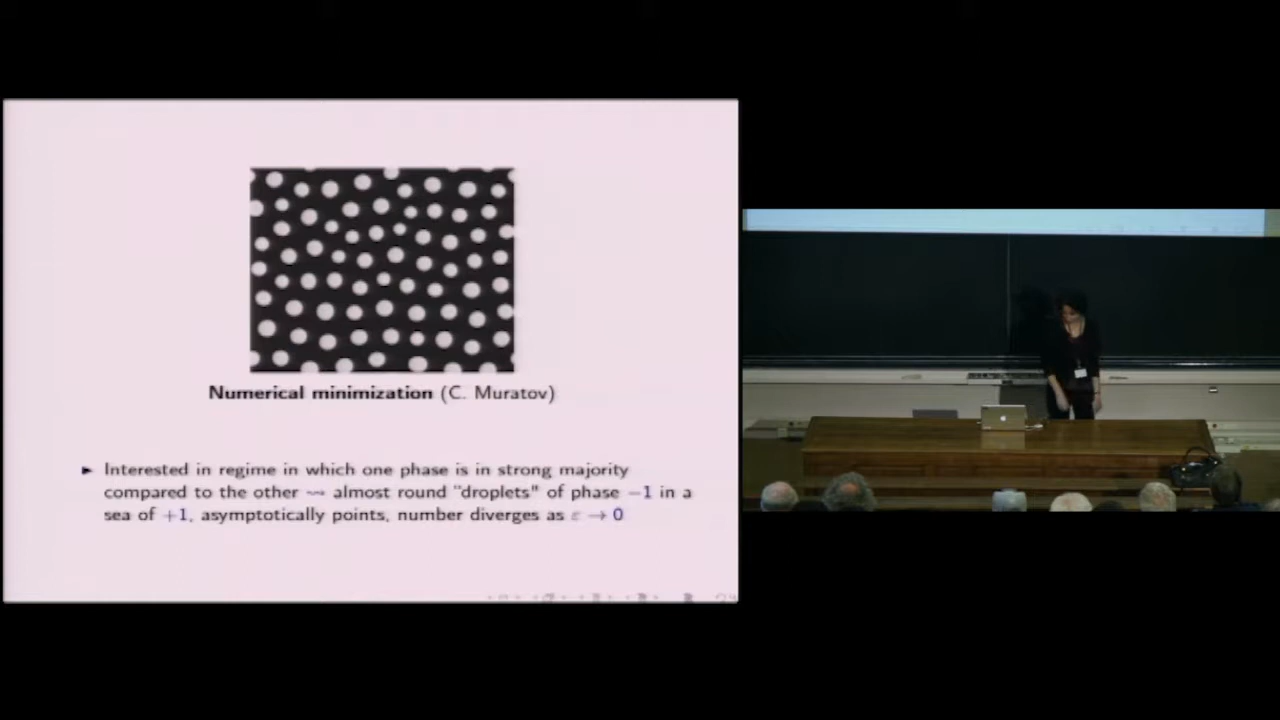 Numerical minimization (C. Muratov)
► Interested in regime in which one phase is in strong majority
compared to the other ⇝ almost round "droplets" of phase −1 in a
sea of +1, asymptotically points, number diverges as ε → 0